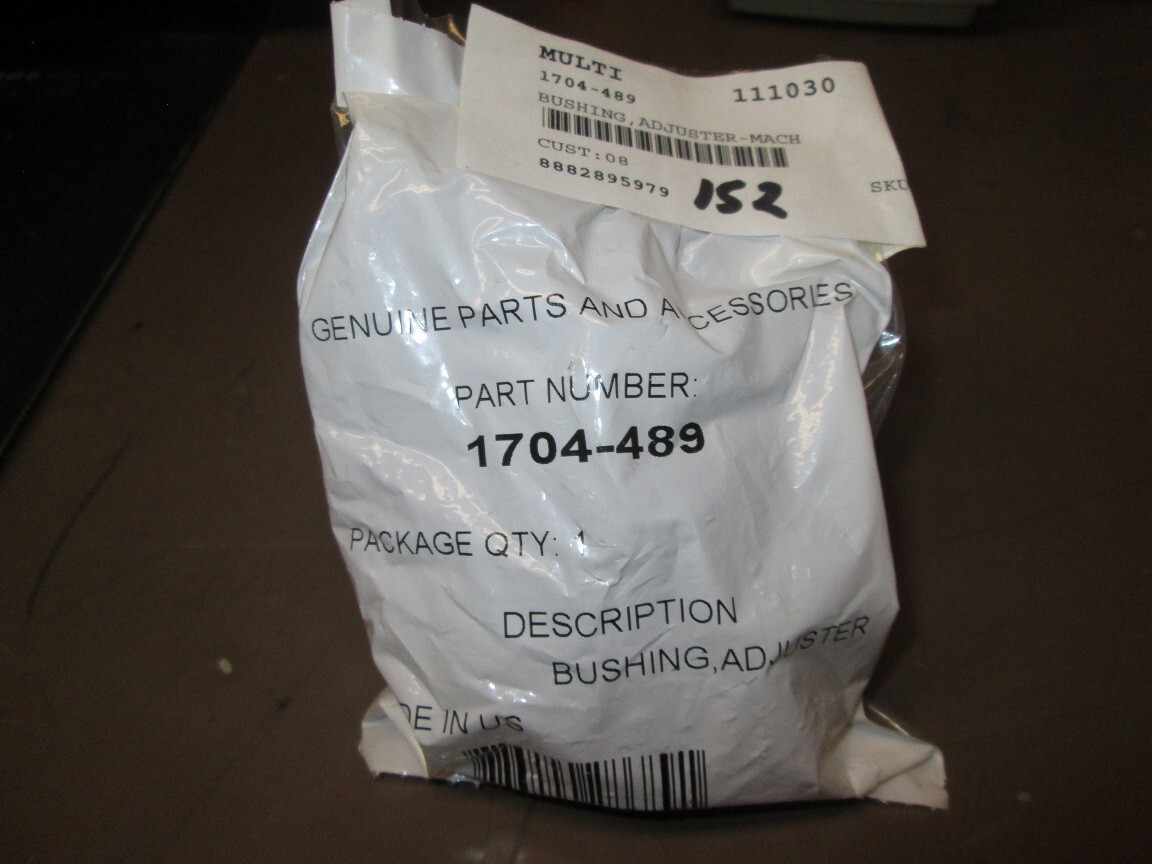 MULTI
1704-489 111030
BUSHING,ADJUSTER-MACH
CUST:08
8882895979 152
SKU
GENUINE PARTS AND ACCESSORIES
PART NUMBER:
1704-489
PACKAGE QTY: 1
DESCRIPTION
BUSHING,ADJUSTER
DE IN US